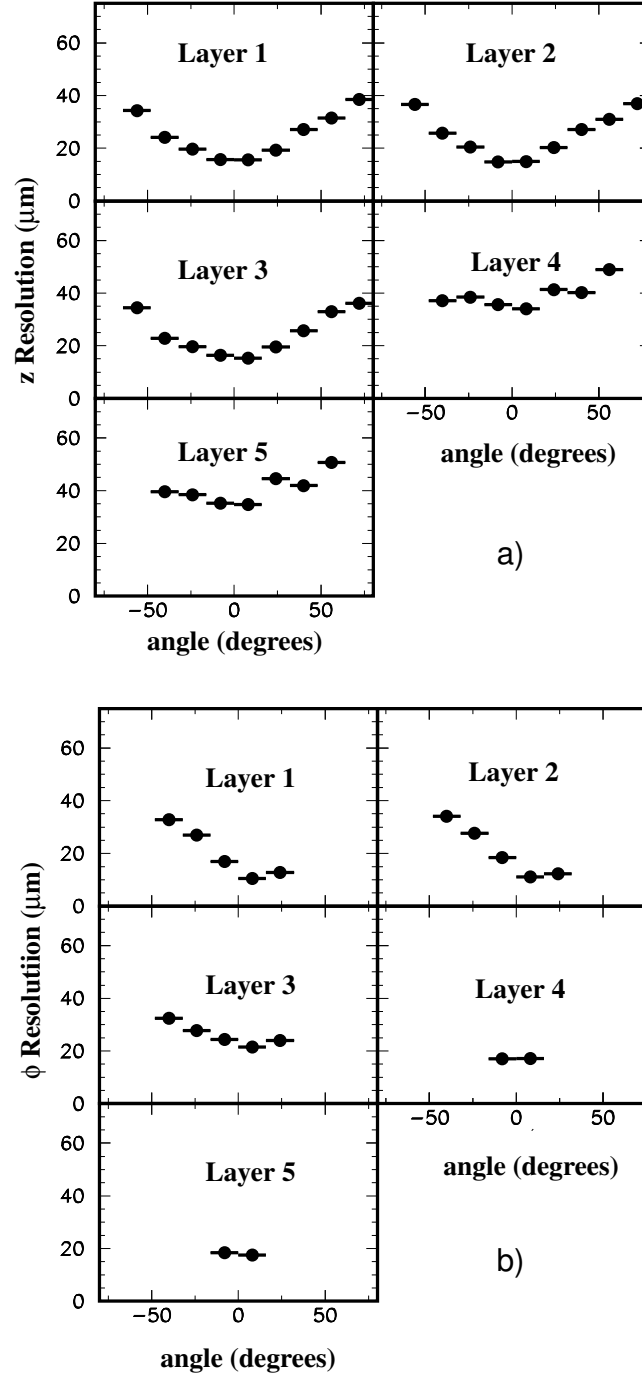 Layer 1
Layer 2
60
40
20
0
z Resolution (μm)
Layer 3
Layer 4
60
40
20
0
−50 0 50
angle (degrees)
Layer 5
60
40
20
0
−50 0 50
angle (degrees)
a)
Layer 1
Layer 2
60
40
20
0
ϕ Resolutiion (μm)
Layer 3
Layer 4
60
40
20
0
−50 0 50
angle (degrees)
Layer 5
60
40
20
0
−50 0 50
angle (degrees)
b)